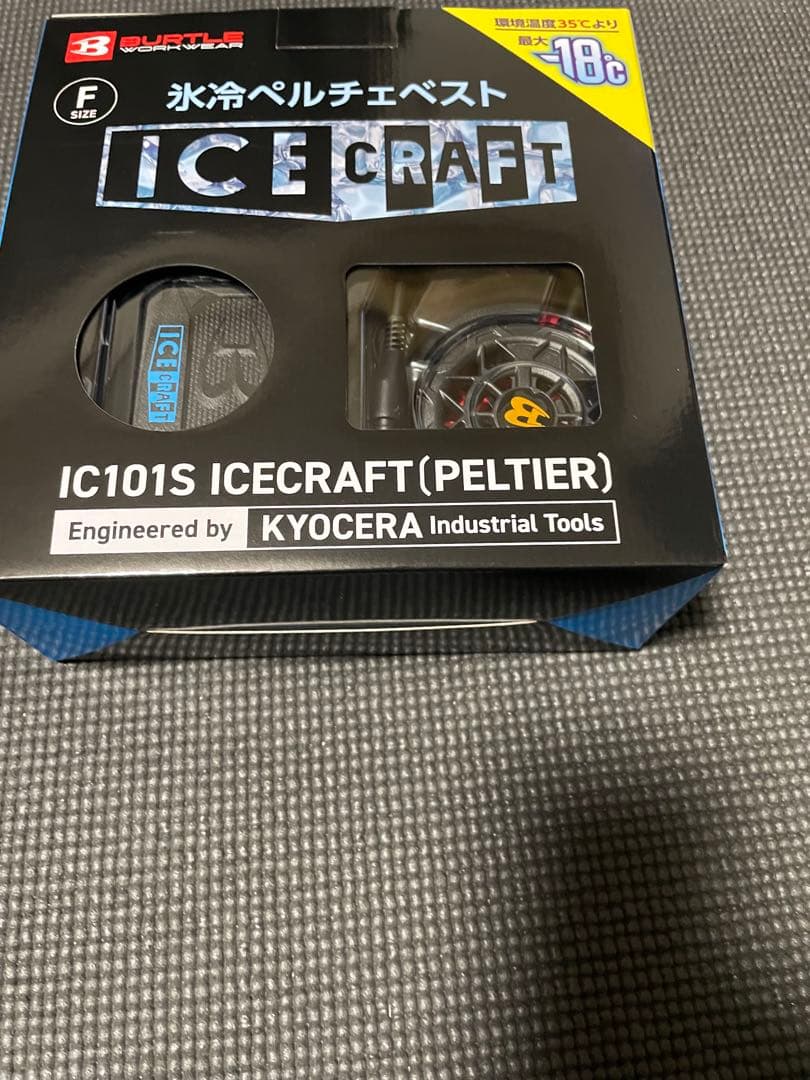 BURTLE
WORKWEAR
環境温度35℃より
最大
-18℃
F
SIZE
氷冷ペルチェベスト
ICE CRAFT
ICE CRAFT
B
IC101S ICECRAFT(PELTIER)
Engineered by KYOCERA Industrial Tools